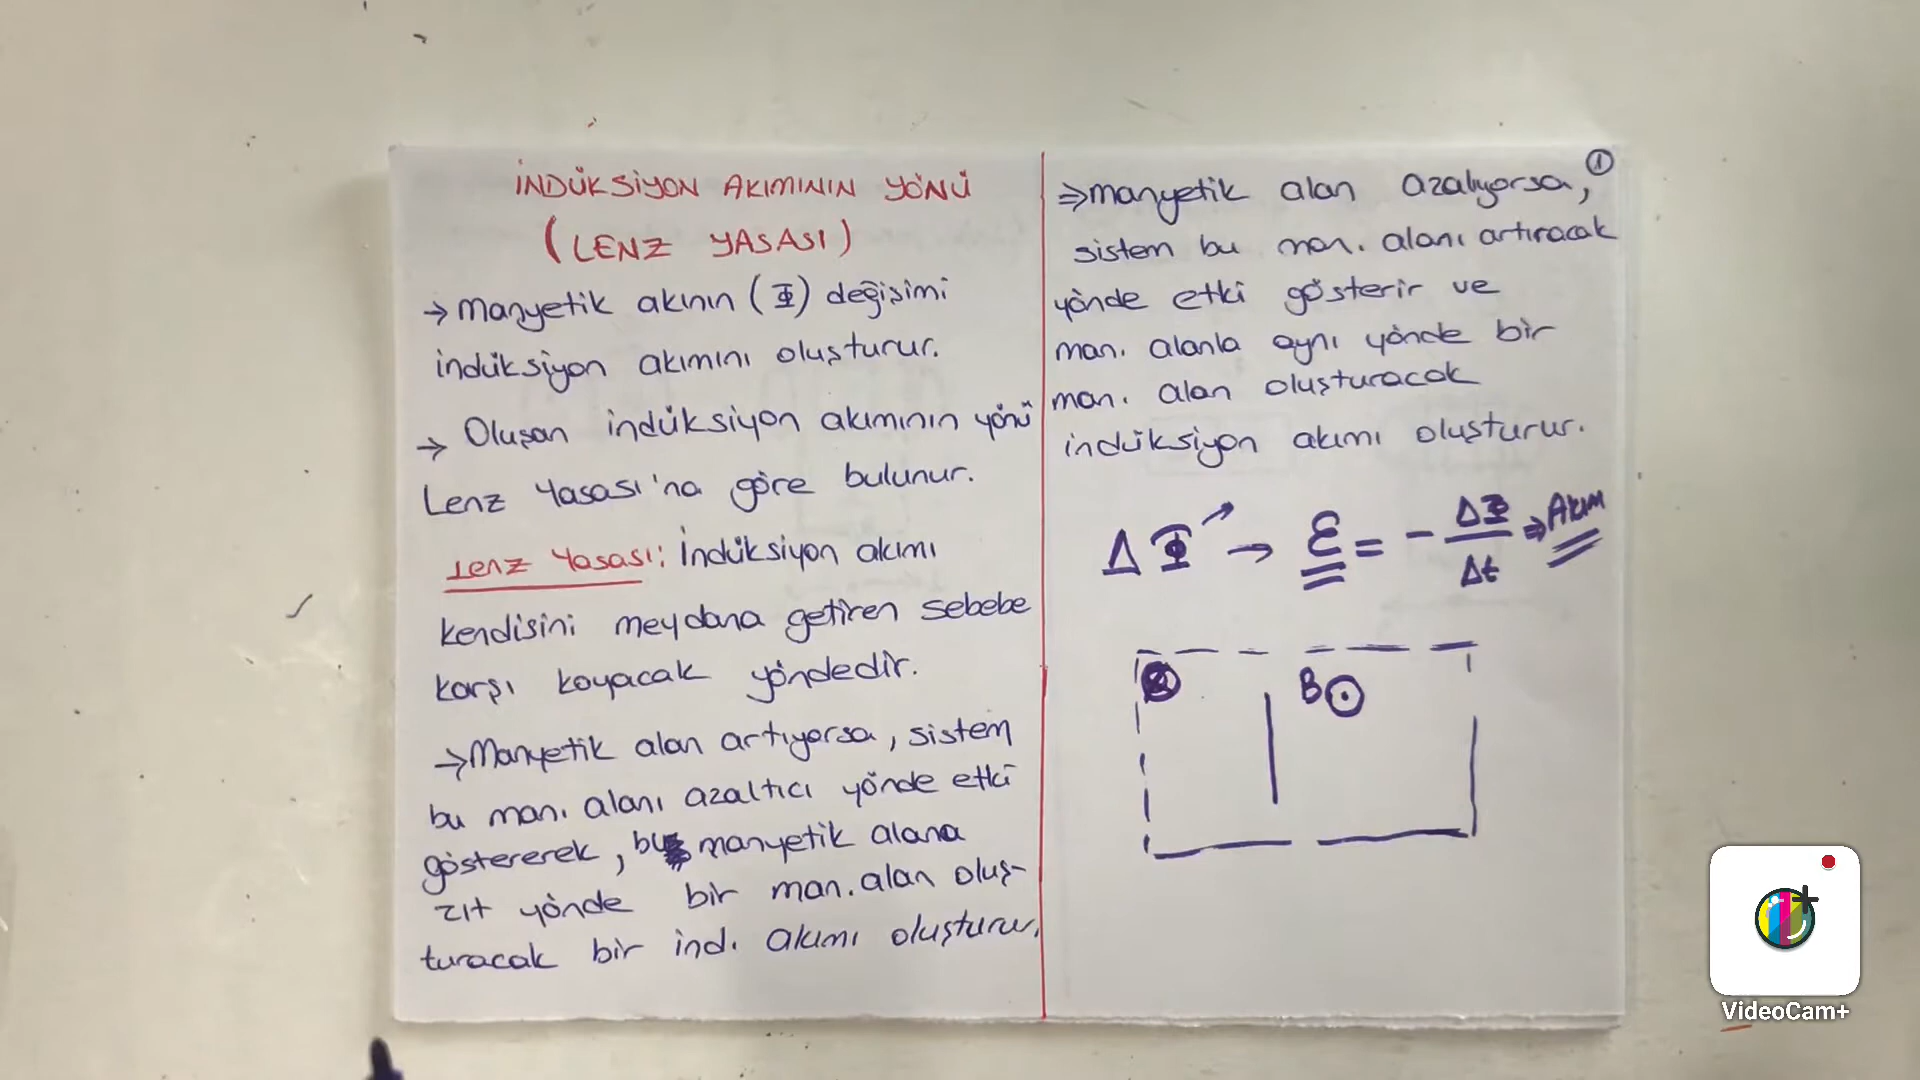 İNDÜKSİYON AKIMININ YÖNÜ
(LENZ YASASI)
→ Manyetik akının (Φ) değişimi
indüksiyon akımını oluşturur.
→ Oluşan indüksiyon akımının yönü
Lenz Yasası'na göre bulunur.
Lenz Yasası: İndüksiyon akımı
kendisini meydana getiren sebebe
karşı koyacak yöndedir.
→ Manyetik alan artıyorsa, sistem
bu man. alanı azaltıcı yönde etki
göstererek, bu manyetik alana
zıt yönde bir man. alan oluş-
turacak bir ind. akımı oluşturur.
1
⇒ manyetik alan azalıyorsa,
sistem bu man. alanı artıracak
yönde etki gösterir ve
man. alanla aynı yönde bir
man. alan oluşturacak
indüksiyon akımı oluşturur.
ΔΦ → Ɛ = - ΔΦ/Δt ⇒ Akım
B
VideoCam+